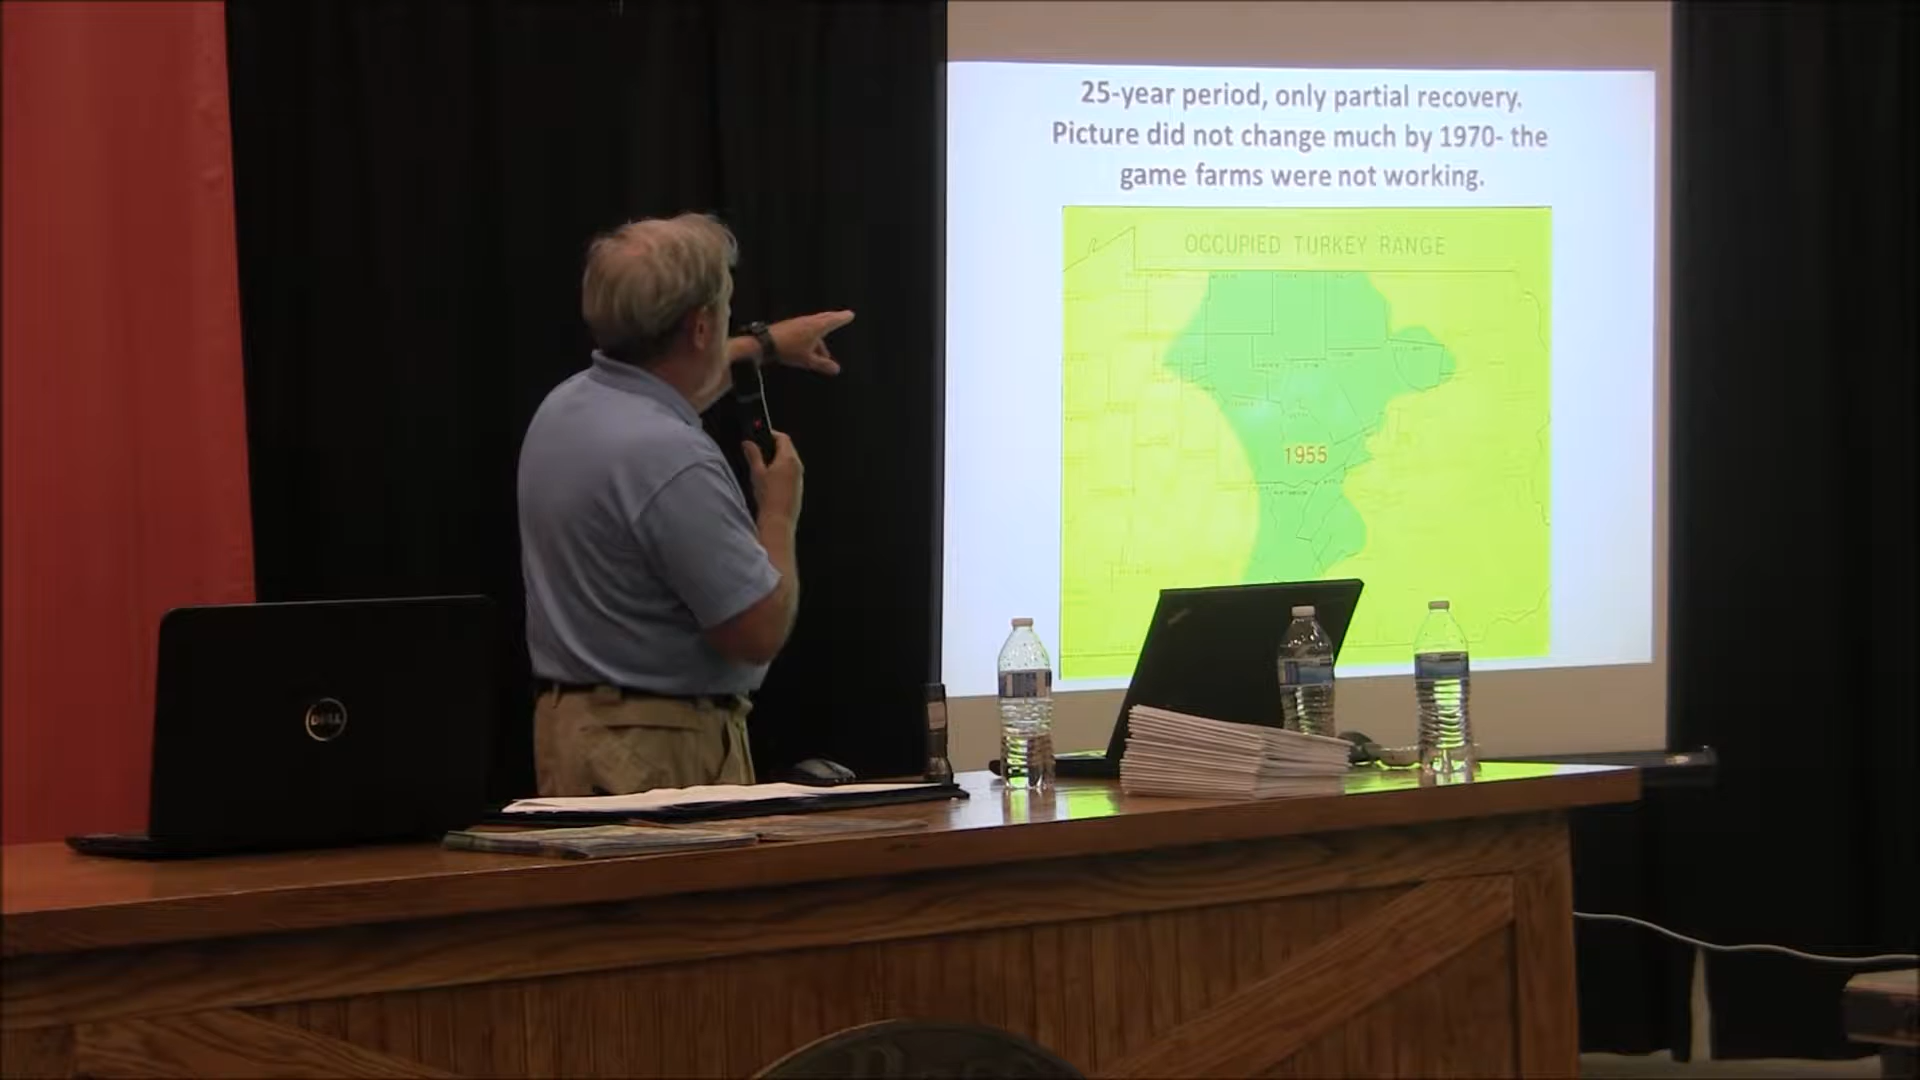 25-year period, only partial recovery.
Picture did not change much by 1970- the
game farms were not working.
OCCUPIED TURKEY RANGE
1955
DELL